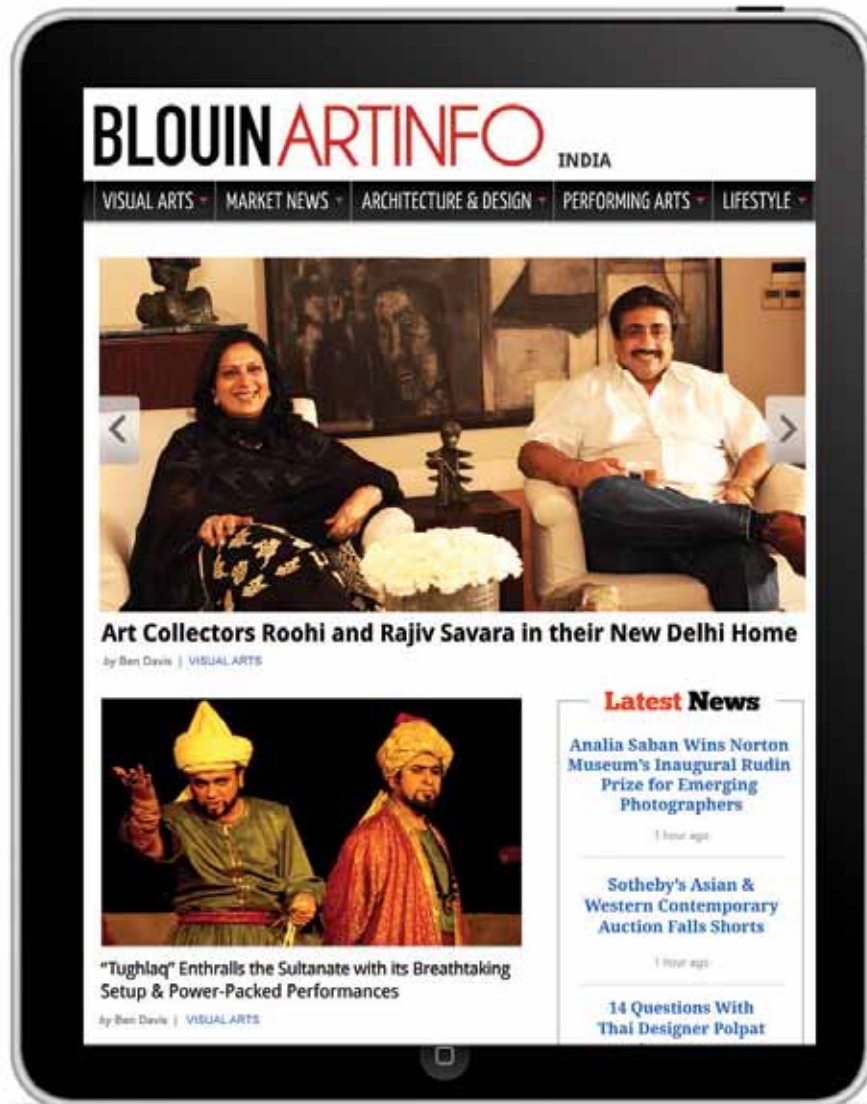 BLOUIN ARTINFO INDIA
VISUAL ARTS MARKET NEWS ARCHITECTURE & DESIGN PERFORMING ARTS LIFESTYLE
Art Collectors Roohi and Rajiv Savara in their New Delhi Home
by Ben Davis | VISUAL ARTS
"Tughlaq" Enthralls the Sultanate with its Breathtaking
Setup & Power-Packed Performances
by Ben Davis | VISUAL ARTS
Latest News
Analia Saban Wins Norton
Museum's Inaugural Rudin
Prize for Emerging
Photographers
1 hour ago
Sotheby's Asian &
Western Contemporary
Auction Falls Shorts
1 hour ago
14 Questions With
Thai Designer Polpat